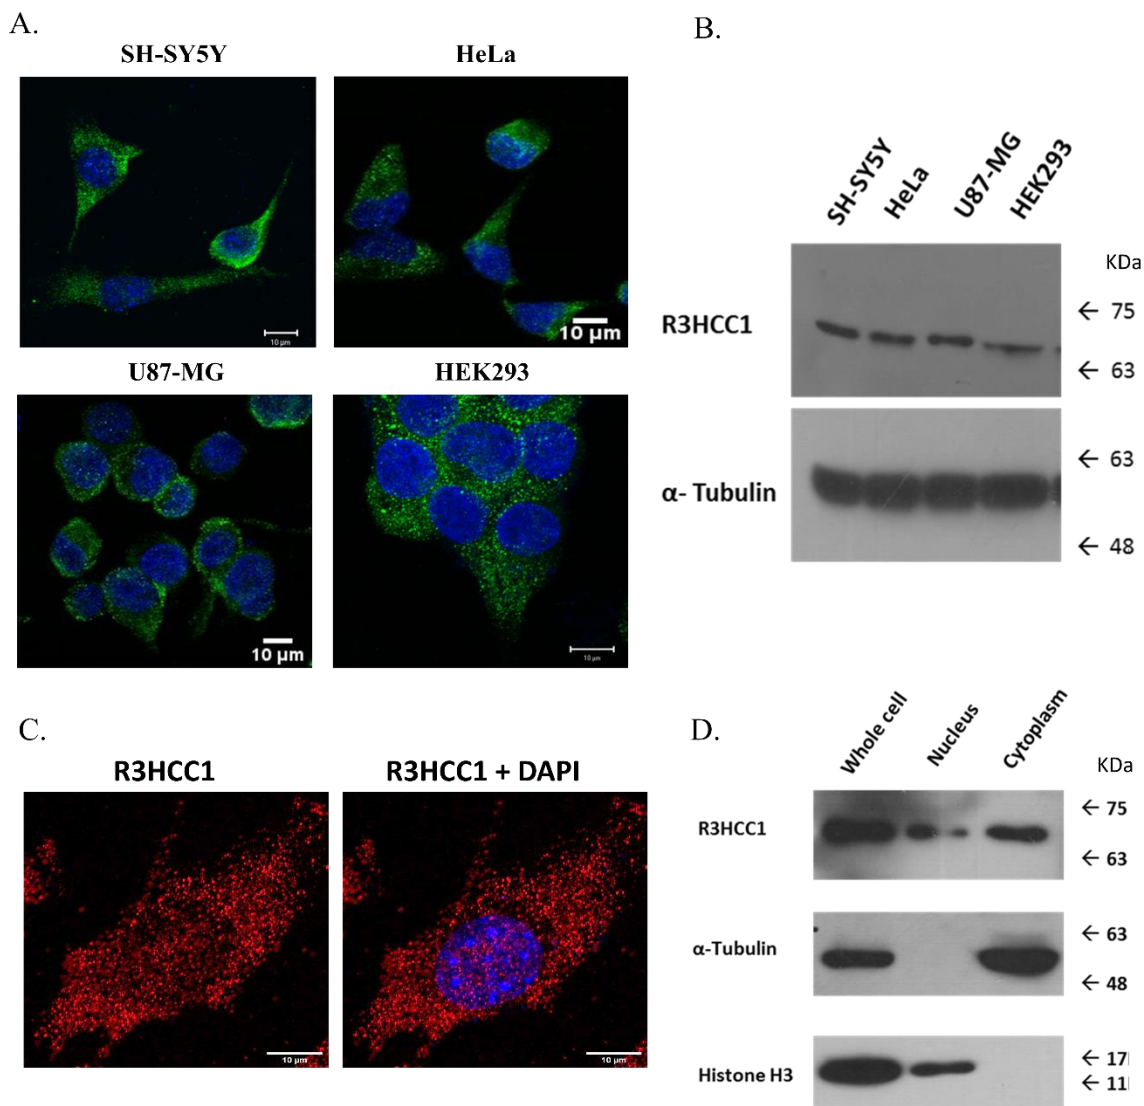 A.
SH-SY5Y
HeLa
10 µm
10 µm
U87-MG
HEK293
10 µm
10 µm
B.
SH-SY5Y
HeLa
U87-MG
HEK293
KDa
R3HCC1
← 75
← 63
α- Tubulin
← 63
← 48
C.
R3HCC1
R3HCC1 + DAPI
10 µm
10 µm
D.
Whole cell
Nucleus
Cytoplasm
KDa
R3HCC1
← 75
← 63
α-Tubulin
← 63
← 48
Histone H3
← 17
← 11